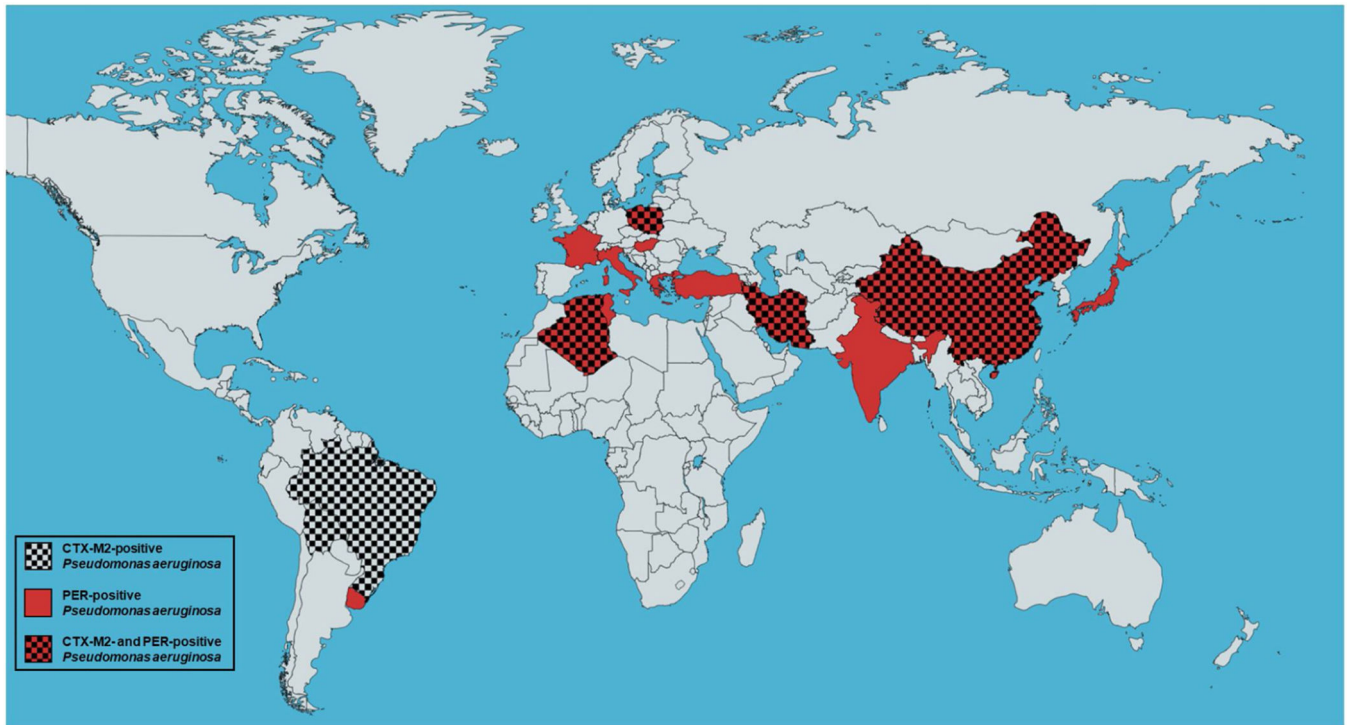 CTX-M2-positive
Pseudomonas aeruginosa
PER-positive
Pseudomonas aeruginosa
CTX-M2- and PER-positive
Pseudomonas aeruginosa